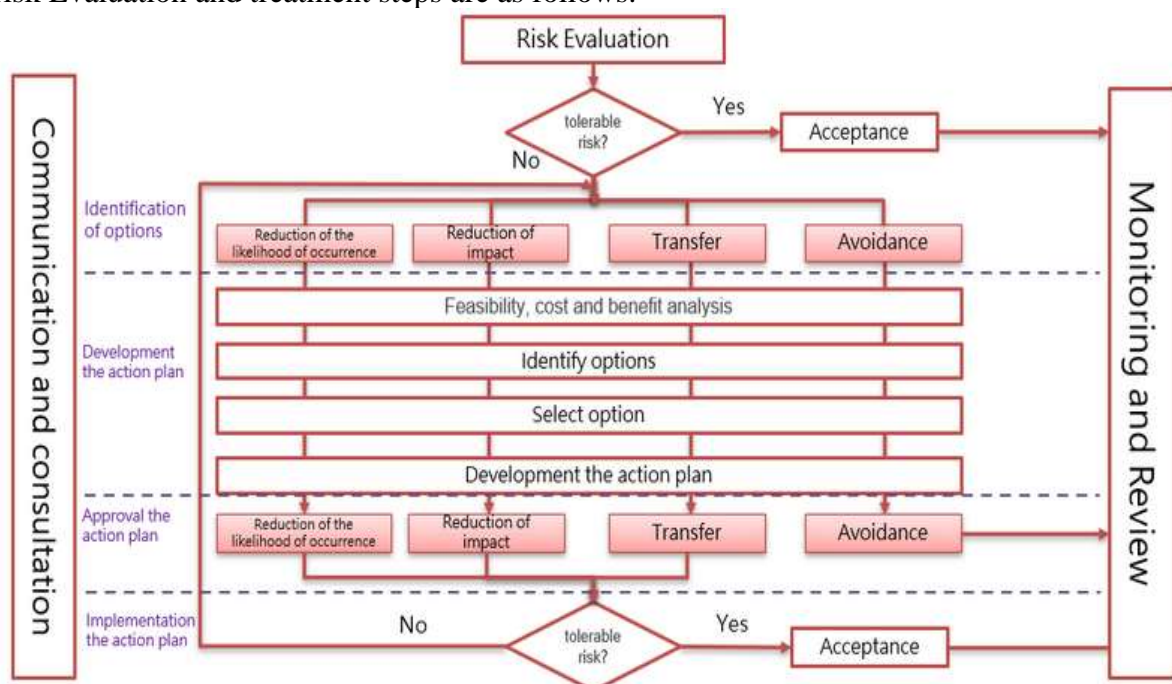 risk Evaluation and treatment steps are as follows:
Risk Evaluation
tolerable
risk?
Yes
Acceptance
No
Communication and consultation
Monitoring and Review
Identification
of options
Reduction of the
likelihood of occurrence
Reduction of
impact
Transfer
Avoidance
Feasibility, cost and benefit analysis
Development
the action plan
Identify options
Select option
Development the action plan
Approval the
action plan
Reduction of the
likelihood of occurrence
Reduction of
impact
Transfer
Avoidance
Implementation
the action plan
No
tolerable
risk?
Yes
Acceptance